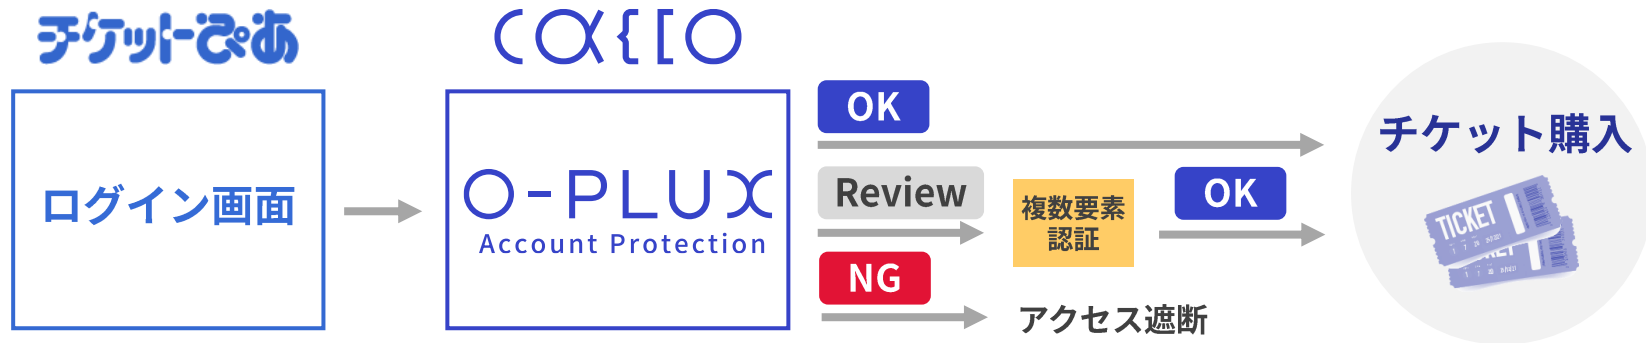 チケットぴあ
ログイン画面
cacco
O-PLUX
Account Protection
OK
Review
複数要素
認証
OK
NG
アクセス遮断
チケット購入
TICKET